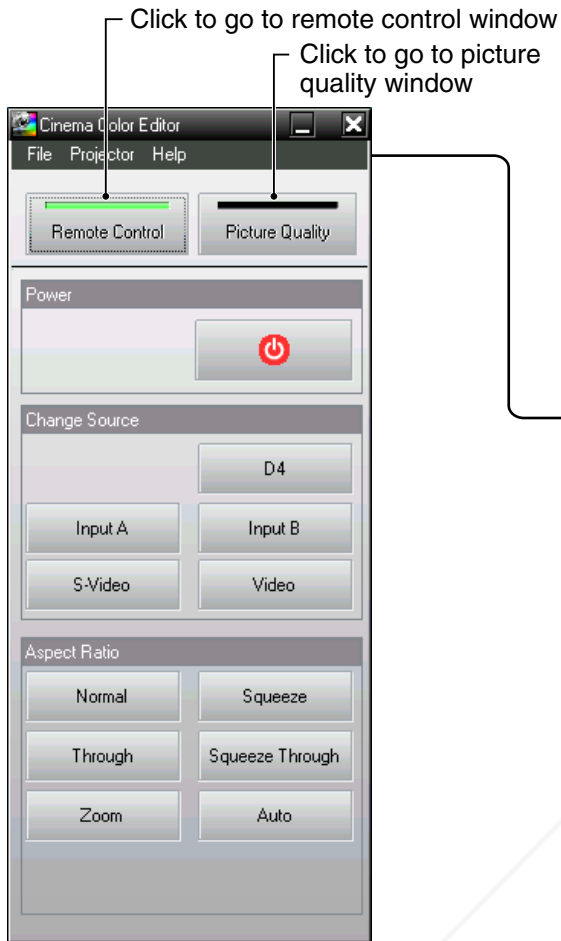 Click to go to remote control window
Click to go to picture
quality window
Cinema Color Editor
File Projector Help
Remote Control Picture Quality
Power
Change Source
D4
Input A Input B
S-Video Video
Aspect Ratio
Normal Squeeze
Through Squeeze Through
Zoom Auto